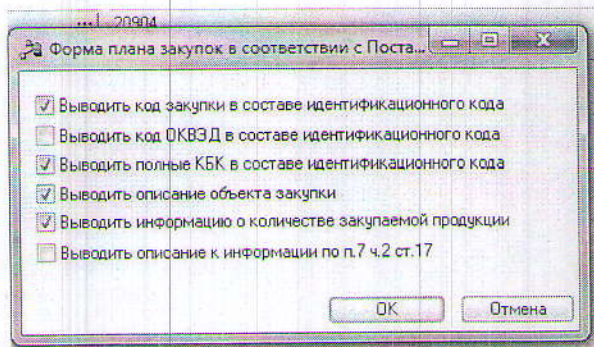 ... 20904
Форма плана закупок в соответствии с Поста...
Выводить код закупки в составе идентификационного кода
Выводить код ОКВЭД в составе идентификационного кода
Выводить полные КБК в составе идентификационного кода
Выводить описание объекта закупки
Выводить информацию о количестве закупаемой продукции
Выводить описание к информации по п.7 ч.2 ст.17
ОК Отмена